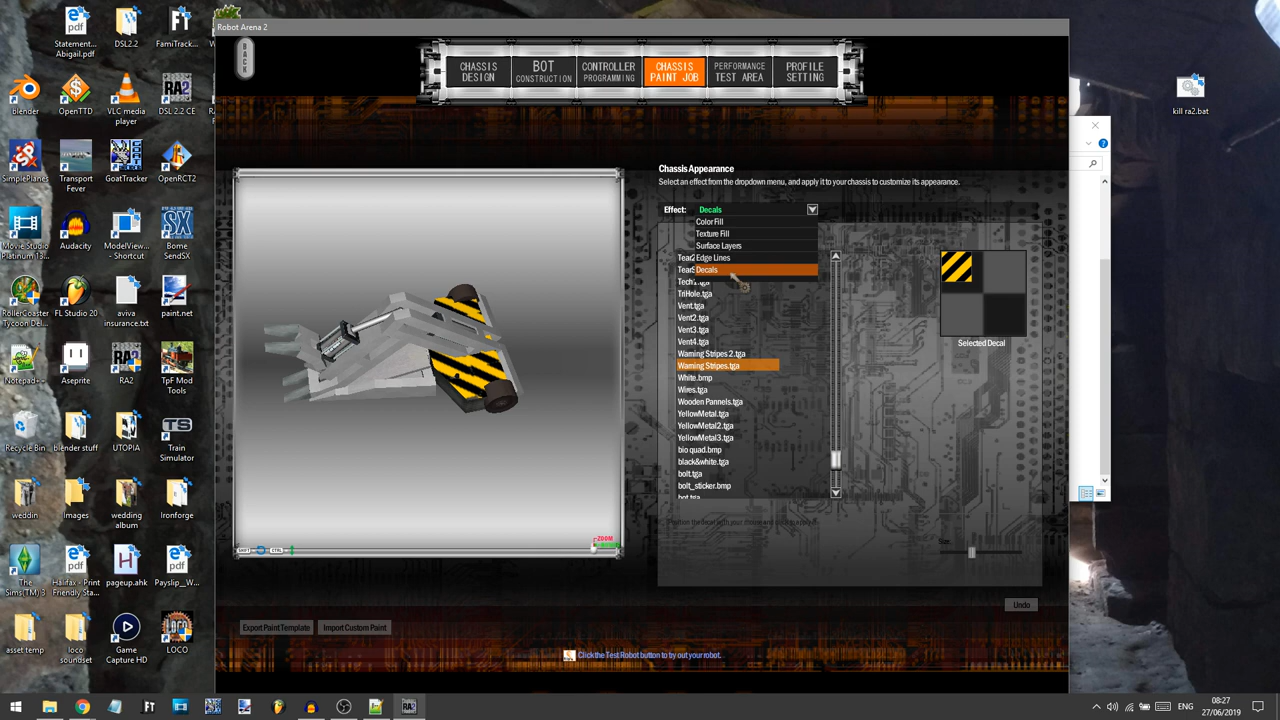 Robot Arena 2
BACK
CHASSIS DESIGN
BOT CONSTRUCTION
CONTROLLER PROGRAMMING
CHASSIS PAINT JOB
PERFORMANCE TEST AREA
PROFILE SETTING
Chassis Appearance
Select an effect from the dropdown menu, and apply it to your chassis to customize its appearance.
Effect: Decals
Color Fill
Texture Fill
Surface Layers
Edge Lines
Decals
TriHole.tga
Vent.tga
Vent2.tga
Vent3.tga
Vent4.tga
Warning Stripes 2.tga
Warning Stripes.tga
White.bmp
Wires.tga
Wooden Pannels.tga
YellowMetal.tga
YellowMetal2.tga
YellowMetal3.tga
bio quad.bmp
black&white.tga
bolt.tga
bolt_sticker.bmp
bot.tga
Selected Decal
Size:
ZOOM
SHIFT
CTRL
Undo
Export Paint Template
Import Custom Paint
Click the Test Robot button to try out your robot.
Statement...
Abigail.pdf
DSL2.2
FamiTrack...
Blender
OpenTTD
VLC media
player
DSL 2.2 CE
SimplePlanes
Transport
Fever
GoatTracker
OpenRCT2
Movie Studio
Platinum 13...
Audacity
ModelView...
- Shortcut
Bome
SendSX
RollerCoaster
Tycoon Del...
FL Studio 20
aviva
insurance.txt
paint.net
Notepad++
Aseprite
RA2
TpF Mod
Tools
Recycle Bin
blender stuff
UTOPIA
Train
Simulator
weddin
Images
wedding
album
Ironforge
The
Sims(TM) 3
Halifax - Print
Friendly Sta...
pageup.ahk
Payslip__W...
asset temp
loco
soundset
Game
Capture HD
LOCO
kill ra2.bat
ENG
08:27
27/06/2019